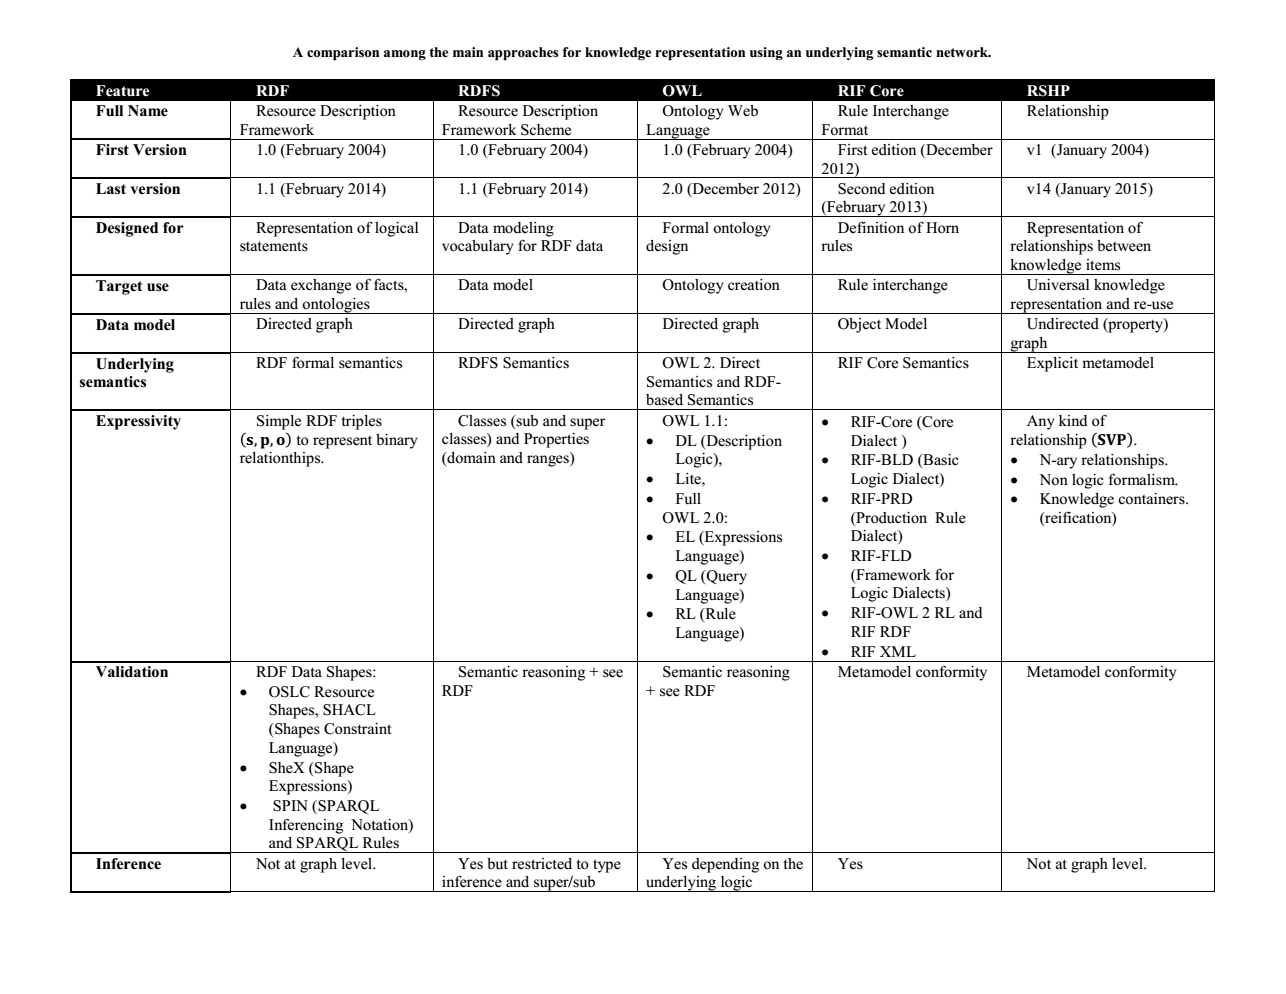 A comparison among the main approaches for knowledge representation using an underlying semantic network.
Feature RDF RDFS OWL RIF Core RSHP
Full Name
Resource Description
Framework
Resource Description
Framework Scheme
Ontology Web
Language
Rule Interchange
Format
Relationship
First Version
1.0 (February 2004)
1.0 (February 2004)
1.0 (February 2004)
First edition (December
2012)
v1 (January 2004)
Last version
1.1 (February 2014)
1.1 (February 2014)
2.0 (December 2012)
Second edition
(February 2013)
v14 (January 2015)
Designed for
Representation of logical
statements
Data modeling
vocabulary for RDF data
Formal ontology
design
Definition of Horn
rules
Representation of
relationships between
knowledge items
Target use
Data exchange of facts,
rules and ontologies
Data model
Ontology creation
Rule interchange
Universal knowledge
representation and re-use
Data model
Directed graph
Directed graph
Directed graph
Object Model
Undirected (property)
graph
Underlying
semantics
RDF formal semantics
RDFS Semantics
OWL 2. Direct
Semantics and RDF-
based Semantics
RIF Core Semantics
Explicit metamodel
Expressivity
Simple RDF triples
(s, p, o) to represent binary
relationthips.
Classes (sub and super
classes) and Properties
(domain and ranges)
OWL 1.1:
• DL (Description
Logic),
• Lite,
• Full
OWL 2.0:
• EL (Expressions
Language)
• QL (Query
Language)
• RL (Rule
Language)
• RIF-Core (Core
Dialect )
• RIF-BLD (Basic
Logic Dialect)
• RIF-PRD
(Production Rule
Dialect)
• RIF-FLD
(Framework for
Logic Dialects)
• RIF-OWL 2 RL and
RIF RDF
• RIF XML
Any kind of
relationship (SVP).
• N-ary relationships.
• Non logic formalism.
• Knowledge containers.
(reification)
Validation
RDF Data Shapes:
• OSLC Resource
Shapes, SHACL
(Shapes Constraint
Language)
• SheX (Shape
Expressions)
• SPIN (SPARQL
Inferencing Notation)
and SPARQL Rules
Semantic reasoning + see
RDF
Semantic reasoning
+ see RDF
Metamodel conformity
Metamodel conformity
Inference
Not at graph level.
Yes but restricted to type
inference and super/sub
Yes depending on the
underlying logic
Yes
Not at graph level.